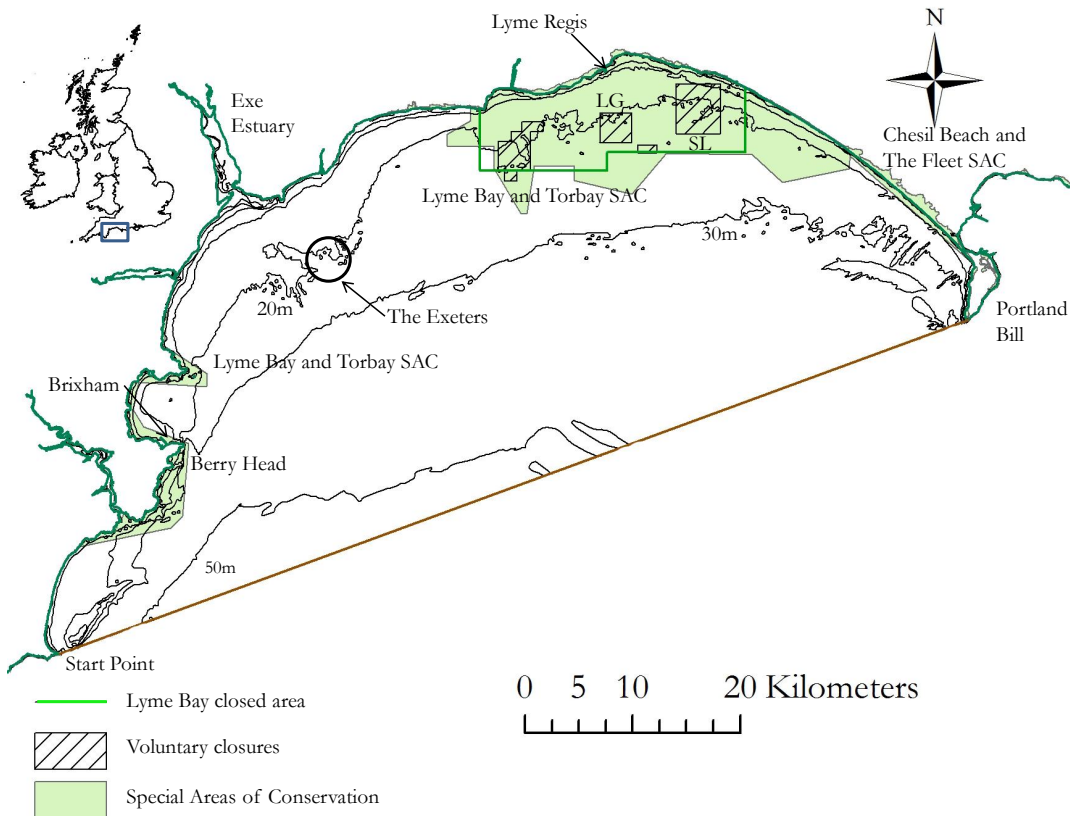 Lyme Regis
N
Exe
Estuary
LG
SL
Chesil Beach and
The Fleet SAC
Lyme Bay and Torbay SAC
30m
20m
The Exeters
Portland
Bill
Lyme Bay and Torbay SAC
Brixham
Berry Head
50m
Start Point
0 5 10 20 Kilometers
Lyme Bay closed area
Voluntary closures
Special Areas of Conservation